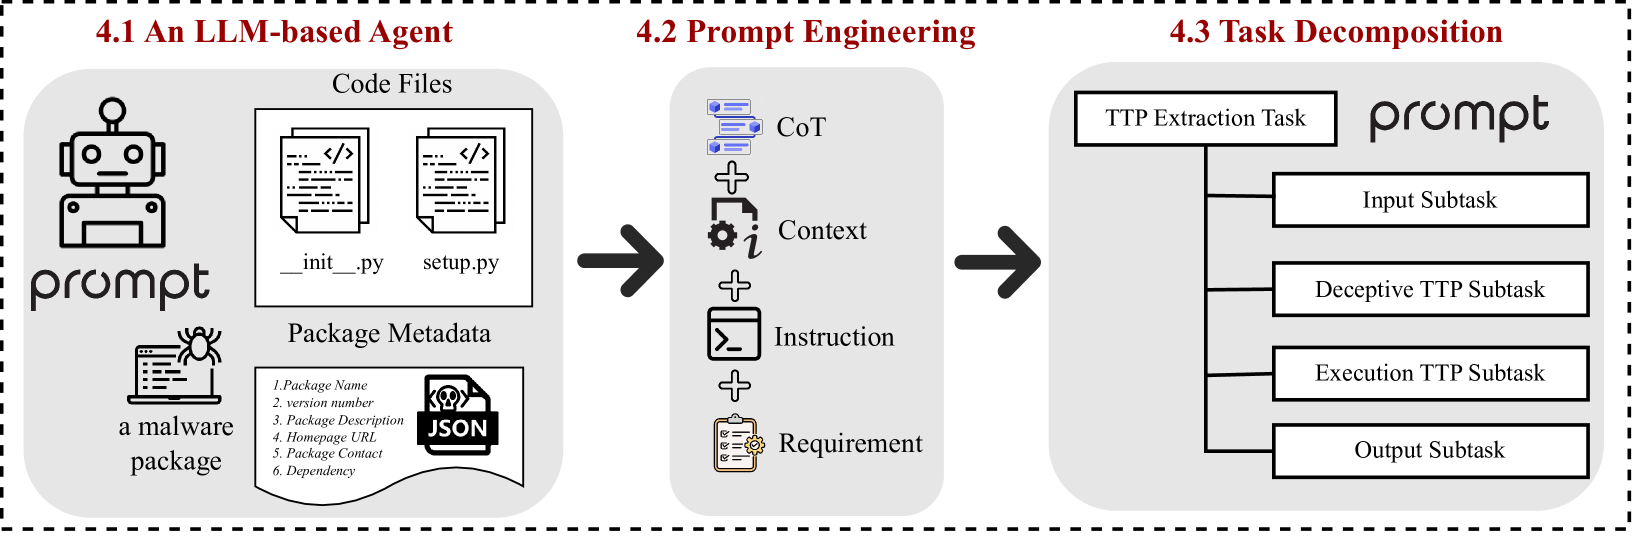 4.1 An LLM-based Agent
Code Files
</>
</>
__init__.py
setup.py
prompt
Package Metadata
1.Package Name
2. version number
3. Package Description
4. Homepage URL
5. Package Contact
6. Dependency
JSON
a malware
package
4.2 Prompt Engineering
CoT
Context
Instruction
Requirement
4.3 Task Decomposition
TTP Extraction Task
prompt
Input Subtask
Deceptive TTP Subtask
Execution TTP Subtask
Output Subtask